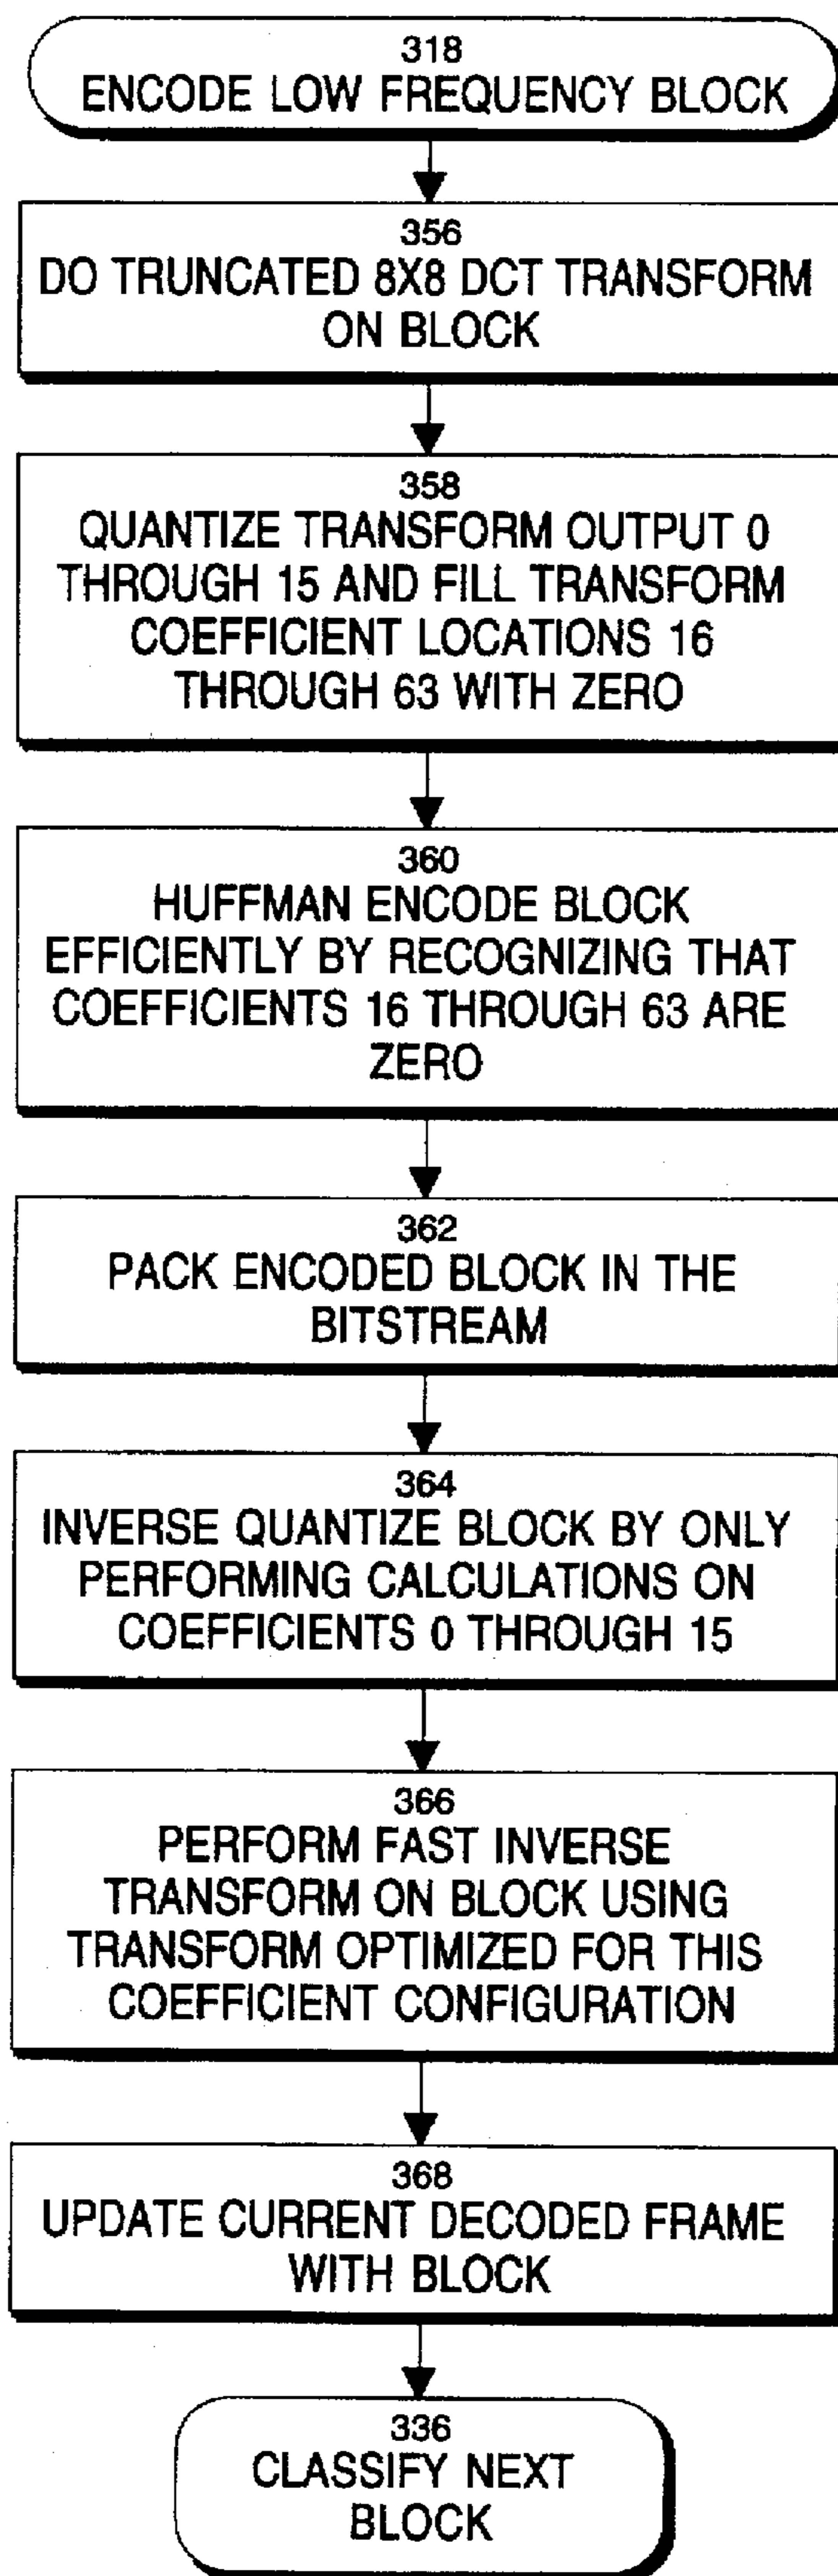 318
ENCODE LOW FREQUENCY BLOCK
356
DO TRUNCATED 8X8 DCT TRANSFORM
ON BLOCK
358
QUANTIZE TRANSFORM OUTPUT 0
THROUGH 15 AND FILL TRANSFORM
COEFFICIENT LOCATIONS 16
THROUGH 63 WITH ZERO
360
HUFFMAN ENCODE BLOCK
EFFICIENTLY BY RECOGNIZING THAT
COEFFICIENTS 16 THROUGH 63 ARE
ZERO
362
PACK ENCODED BLOCK IN THE
BITSTREAM
364
INVERSE QUANTIZE BLOCK BY ONLY
PERFORMING CALCULATIONS ON
COEFFICIENTS 0 THROUGH 15
366
PERFORM FAST INVERSE
TRANSFORM ON BLOCK USING
TRANSFORM OPTIMIZED FOR THIS
COEFFICIENT CONFIGURATION
368
UPDATE CURRENT DECODED FRAME
WITH BLOCK
336
CLASSIFY NEXT
BLOCK